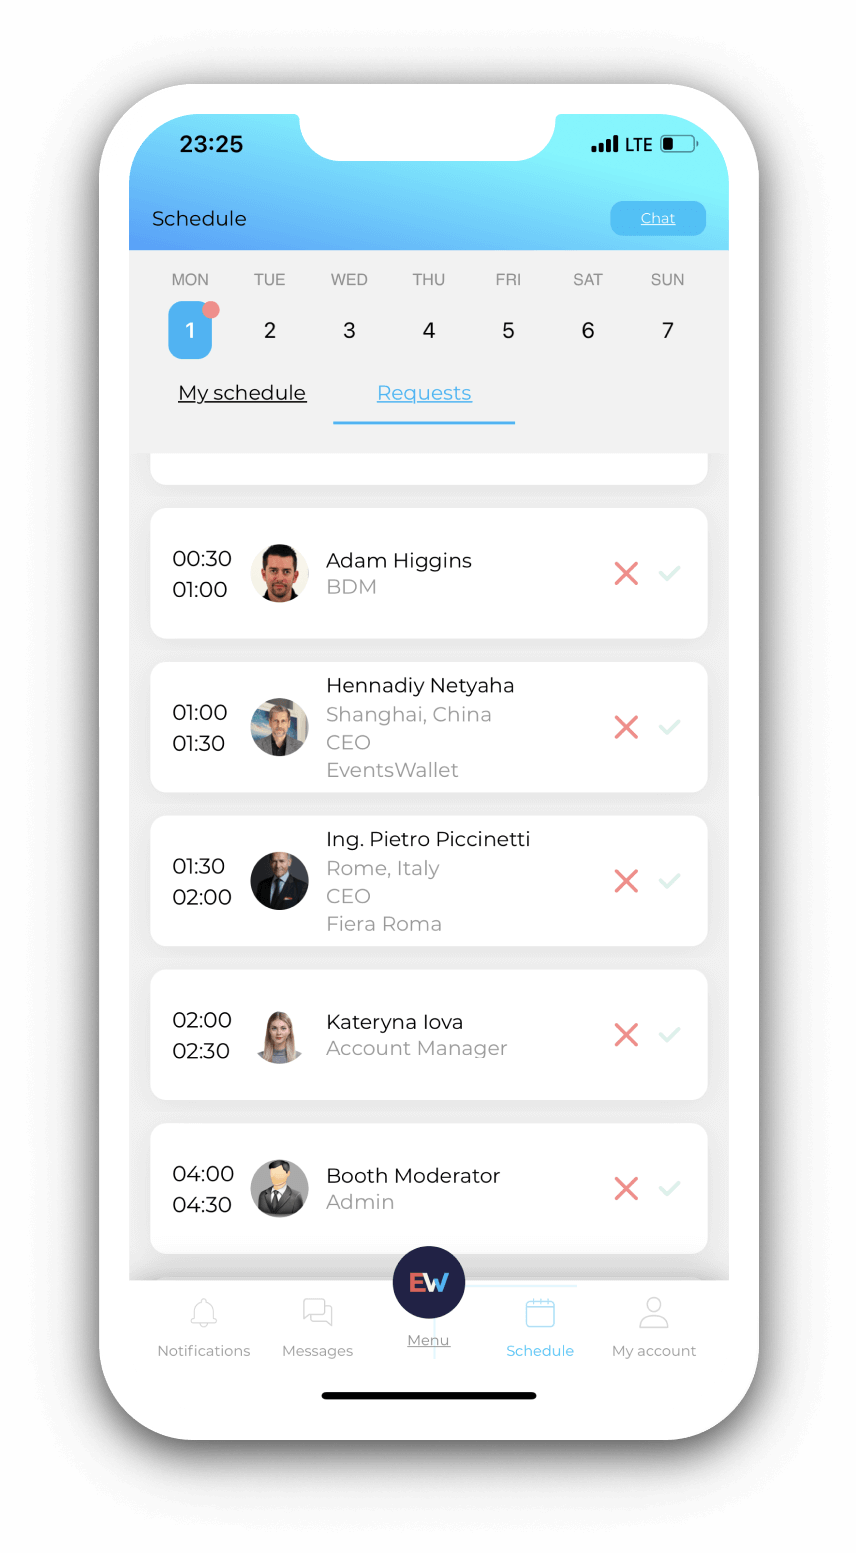 23:25 LTE
Schedule Chat
MON TUE WED THU FRI SAT SUN
1 2 3 4 5 6 7
My schedule Requests
00:30
01:00
Adam Higgins
BDM
01:00
01:30
Hennadiy Netyaha
Shanghai, China
CEO
EventsWallet
01:30
02:00
Ing. Pietro Piccinetti
Rome, Italy
CEO
Fiera Roma
02:00
02:30
Kateryna Iova
Account Manager
04:00
04:30
Booth Moderator
Admin
EW
Notifications Messages Menu Schedule My account